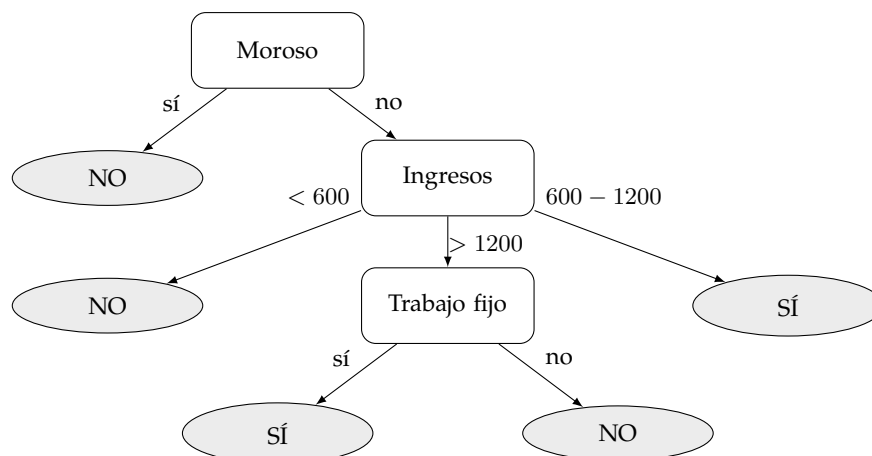 Moroso
sí
no
NO
Ingresos
< 600
600 − 1200
> 1200
NO
Trabajo fijo
SÍ
sí
no
SÍ
NO